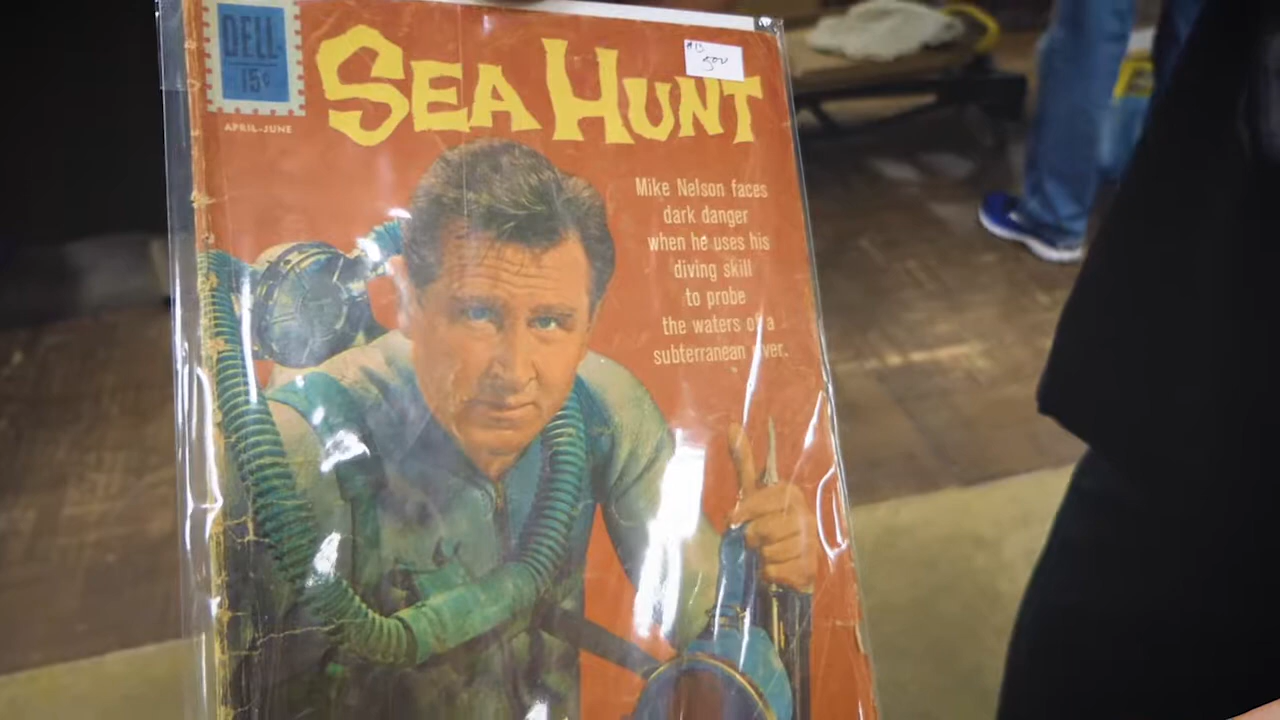 DELL
15¢
APRIL-JUNE
SEA HUNT
#13
Mike Nelson faces
dark danger
when he uses his
diving skill
to probe
the waters of a
subterranean river.